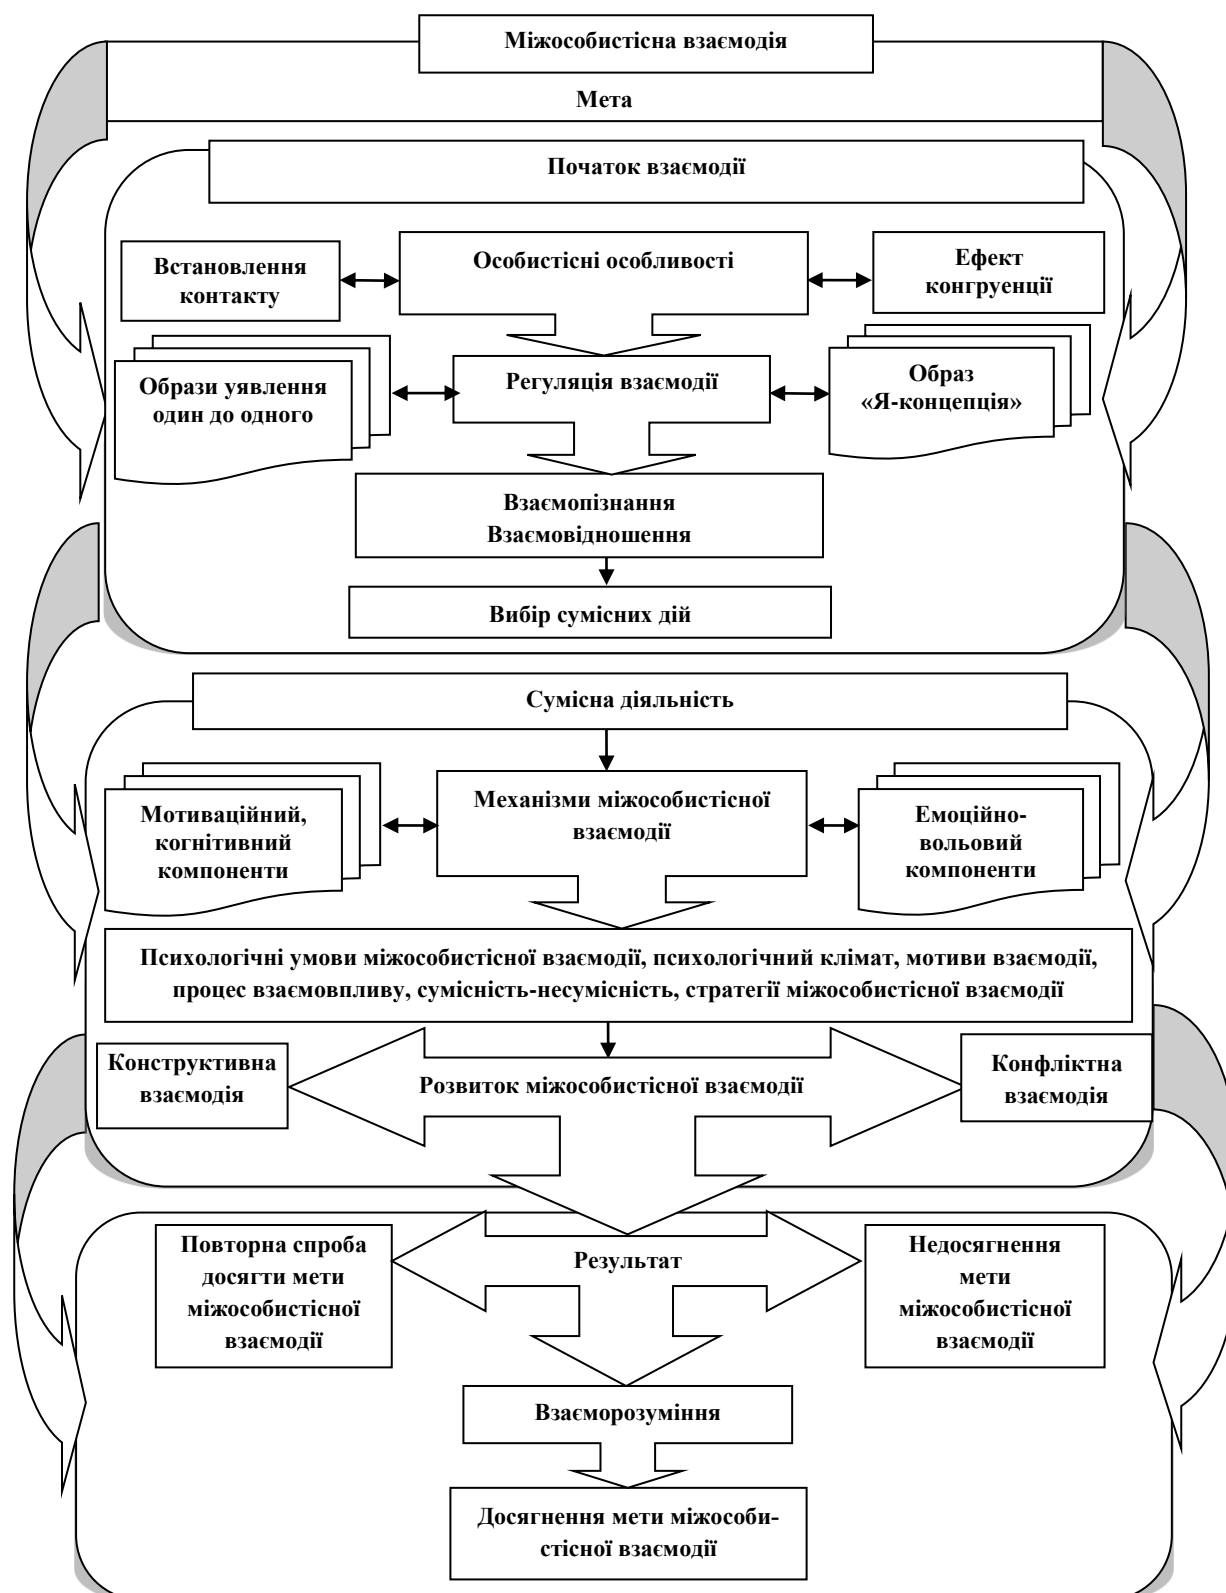 Міжособистісна взаємодія
Мета
Початок взаємодії
Встановлення
контакту
Особистісні особливості
Ефект
конгруенції
Образи уявлення
один до одного
Регуляція взаємодії
Образ
«Я-концепція»
Взаємопізнання
Взаємовідношення
Вибір сумісних дій
Сумісна діяльність
Мотиваційний,
когнітивний
компоненти
Механізми міжособистісної
взаємодії
Емоційно-
вольовий
компоненти
Психологічні умови міжособистісної взаємодії, психологічний клімат, мотиви взаємодії,
процес взаємовпливу, сумісність-несумісність, стратегії міжособистісної взаємодії
Конструктивна
взаємодія
Розвиток міжособистісної взаємодії
Конфліктна
взаємодія
Повторна спроба
досягти мети
міжособистісної
взаємодії
Результат
Недосягнення
мети
міжособистісної
взаємодії
Взаєморозуміння
Досягнення мети міжособи-
стісної взаємодії